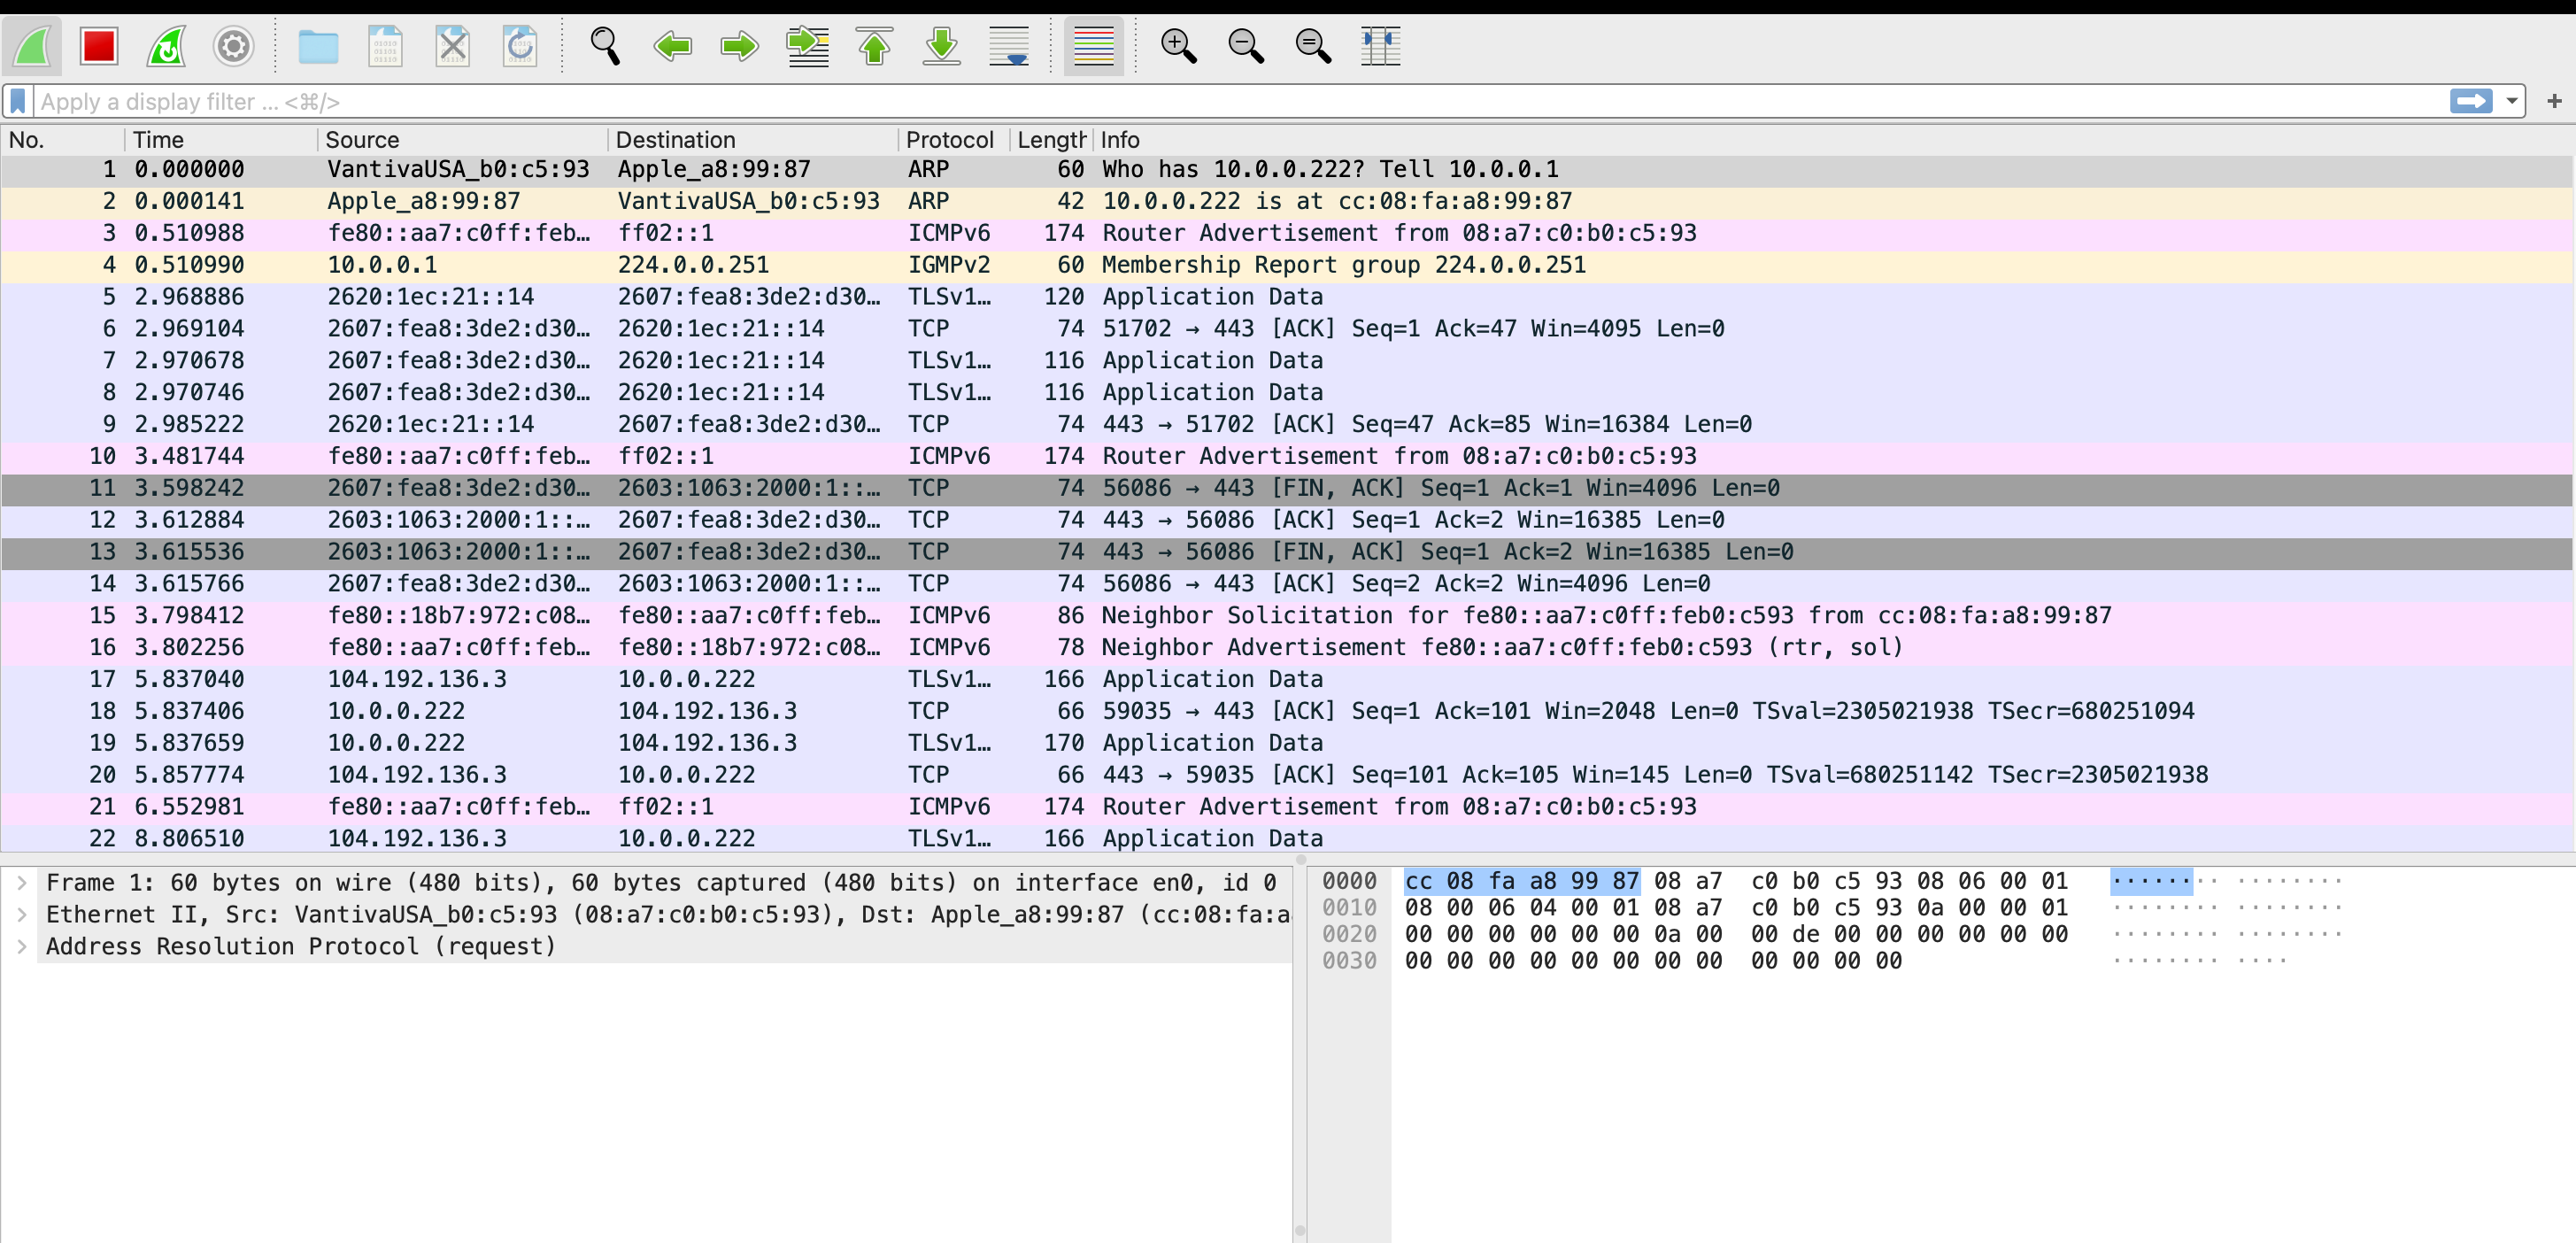 Apply a display filter ... <⌘/>
No. Time Source Destination Protocol Length Info
1 0.000000 VantivaUSA_b0:c5:93 Apple_a8:99:87 ARP 60 Who has 10.0.0.222? Tell 10.0.0.1
2 0.000141 Apple_a8:99:87 VantivaUSA_b0:c5:93 ARP 42 10.0.0.222 is at cc:08:fa:a8:99:87
3 0.510988 fe80::aa7:c0ff:feb… ff02::1 ICMPv6 174 Router Advertisement from 08:a7:c0:b0:c5:93
4 0.510990 10.0.0.1 224.0.0.251 IGMPv2 60 Membership Report group 224.0.0.251
5 2.968886 2620:1ec:21::14 2607:fea8:3de2:d30… TLSv1… 120 Application Data
6 2.969104 2607:fea8:3de2:d30… 2620:1ec:21::14 TCP 74 51702 → 443 [ACK] Seq=1 Ack=47 Win=4095 Len=0
7 2.970678 2607:fea8:3de2:d30… 2620:1ec:21::14 TLSv1… 116 Application Data
8 2.970746 2607:fea8:3de2:d30… 2620:1ec:21::14 TLSv1… 116 Application Data
9 2.985222 2620:1ec:21::14 2607:fea8:3de2:d30… TCP 74 443 → 51702 [ACK] Seq=47 Ack=85 Win=16384 Len=0
10 3.481744 fe80::aa7:c0ff:feb… ff02::1 ICMPv6 174 Router Advertisement from 08:a7:c0:b0:c5:93
11 3.598242 2607:fea8:3de2:d30… 2603:1063:2000:1::… TCP 74 56086 → 443 [FIN, ACK] Seq=1 Ack=1 Win=4096 Len=0
12 3.612884 2603:1063:2000:1::… 2607:fea8:3de2:d30… TCP 74 443 → 56086 [ACK] Seq=1 Ack=2 Win=16385 Len=0
13 3.615536 2603:1063:2000:1::… 2607:fea8:3de2:d30… TCP 74 443 → 56086 [FIN, ACK] Seq=1 Ack=2 Win=16385 Len=0
14 3.615766 2607:fea8:3de2:d30… 2603:1063:2000:1::… TCP 74 56086 → 443 [ACK] Seq=2 Ack=2 Win=4096 Len=0
15 3.798412 fe80::18b7:972:c08… fe80::aa7:c0ff:feb… ICMPv6 86 Neighbor Solicitation for fe80::aa7:c0ff:feb0:c593 from cc:08:fa:a8:99:87
16 3.802256 fe80::aa7:c0ff:feb… fe80::18b7:972:c08… ICMPv6 78 Neighbor Advertisement fe80::aa7:c0ff:feb0:c593 (rtr, sol)
17 5.837040 104.192.136.3 10.0.0.222 TLSv1… 166 Application Data
18 5.837406 10.0.0.222 104.192.136.3 TCP 66 59035 → 443 [ACK] Seq=1 Ack=101 Win=2048 Len=0 TSval=2305021938 TSecr=680251094
19 5.837659 10.0.0.222 104.192.136.3 TLSv1… 170 Application Data
20 5.857774 104.192.136.3 10.0.0.222 TCP 66 443 → 59035 [ACK] Seq=101 Ack=105 Win=145 Len=0 TSval=680251142 TSecr=2305021938
21 6.552981 fe80::aa7:c0ff:feb… ff02::1 ICMPv6 174 Router Advertisement from 08:a7:c0:b0:c5:93
22 8.806510 104.192.136.3 10.0.0.222 TLSv1… 166 Application Data
Frame 1: 60 bytes on wire (480 bits), 60 bytes captured (480 bits) on interface en0, id 0
Ethernet II, Src: VantivaUSA_b0:c5:93 (08:a7:c0:b0:c5:93), Dst: Apple_a8:99:87 (cc:08:fa:a
Address Resolution Protocol (request)
0000 cc 08 fa a8 99 87 08 a7 c0 b0 c5 93 08 06 00 01 ········ ········
0010 08 00 06 04 00 01 08 a7 c0 b0 c5 93 0a 00 00 01 ········ ········
0020 00 00 00 00 00 00 0a 00 00 de 00 00 00 00 00 00 ········ ········
0030 00 00 00 00 00 00 00 00 00 00 00 00 ········ ····